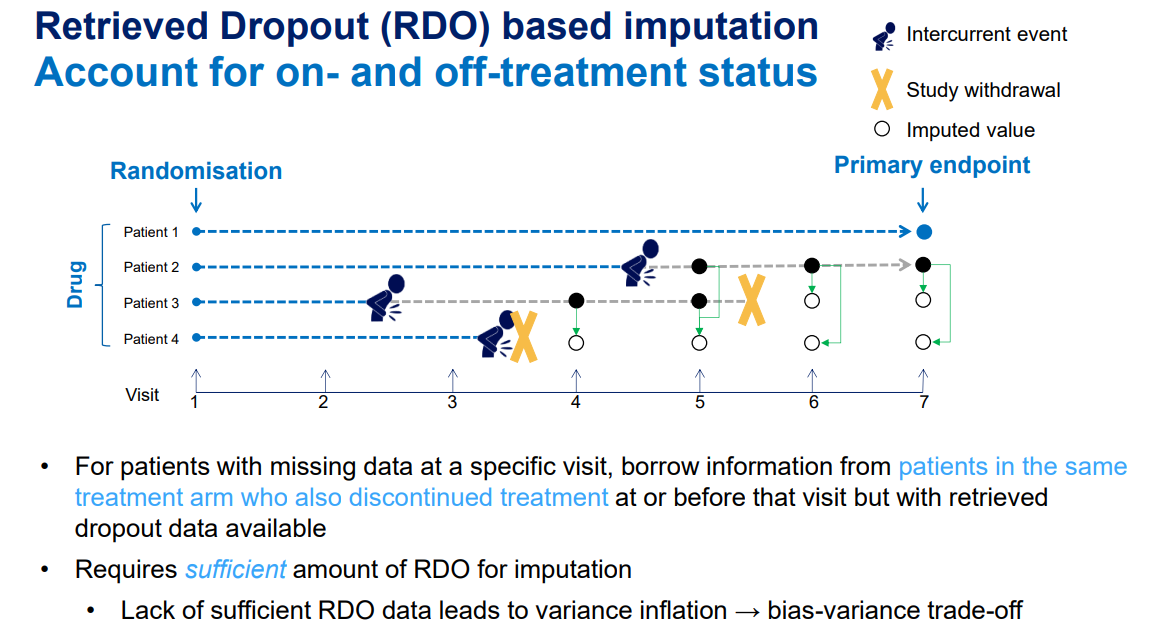 Retrieved Dropout (RDO) based imputation
Account for on- and off-treatment status
Intercurrent event
Study withdrawal
Imputed value
Randomisation
Primary endpoint
Drug
Patient 1
Patient 2
Patient 3
Patient 4
Visit
1 2 3 4 5 6 7
• For patients with missing data at a specific visit, borrow information from patients in the same
treatment arm who also discontinued treatment at or before that visit but with retrieved
dropout data available
• Requires sufficient amount of RDO for imputation
• Lack of sufficient RDO data leads to variance inflation → bias-variance trade-off